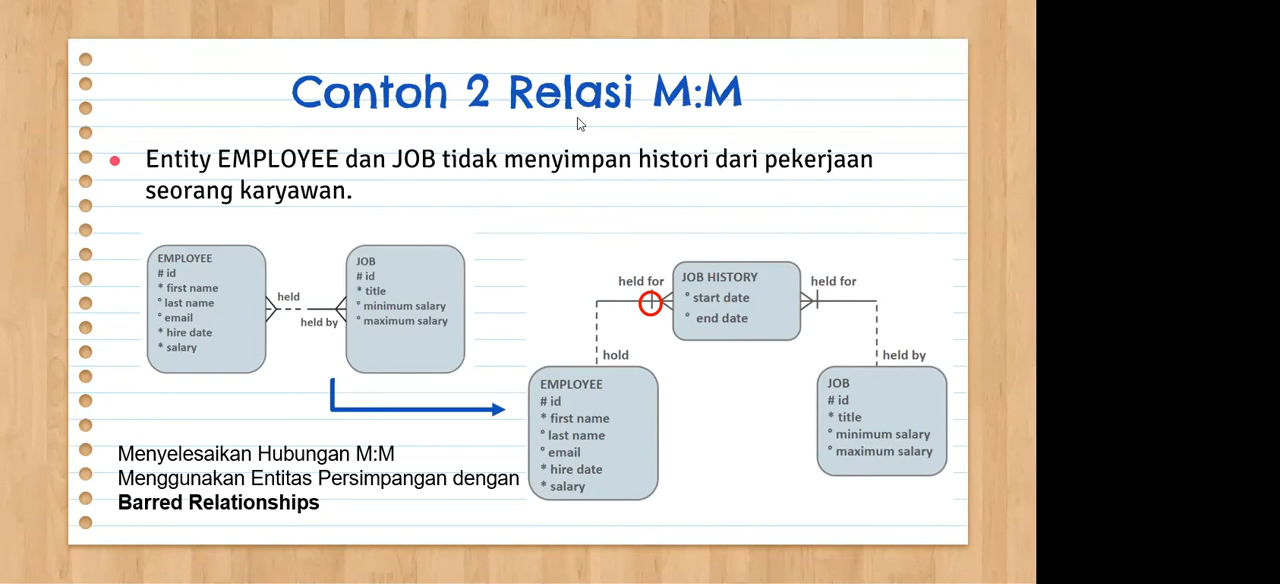 Contoh 2 Relasi M:M
Entity EMPLOYEE dan JOB tidak menyimpan histori dari pekerjaan
seorang karyawan.
EMPLOYEE
# id
* first name
° last name
° email
* hire date
* salary
held
held by
JOB
# id
* title
° minimum salary
° maximum salary
held for
JOB HISTORY
° start date
° end date
held for
hold
held by
EMPLOYEE
# id
* first name
° last name
° email
* hire date
* salary
JOB
# id
* title
° minimum salary
° maximum salary
Menyelesaikan Hubungan M:M
Menggunakan Entitas Persimpangan dengan
Barred Relationships